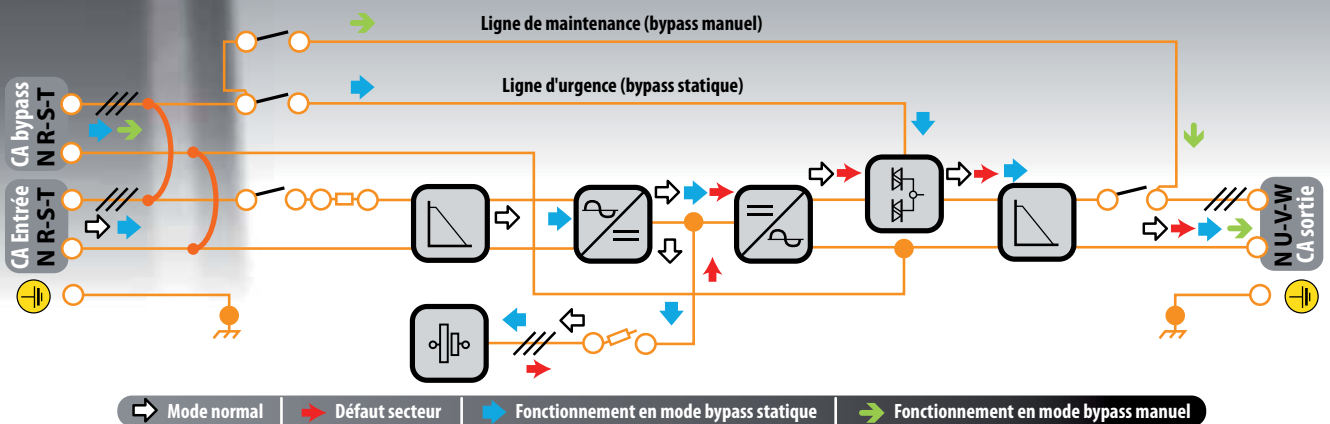 Ligne de maintenance (bypass manuel)
Ligne d'urgence (bypass statique)
CA bypass
N R-S-T
CA Entrée
N R-S-T
N U-V-W
CA sortie
Mode normal
Défaut secteur
Fonctionnement en mode bypass statique
Fonctionnement en mode bypass manuel